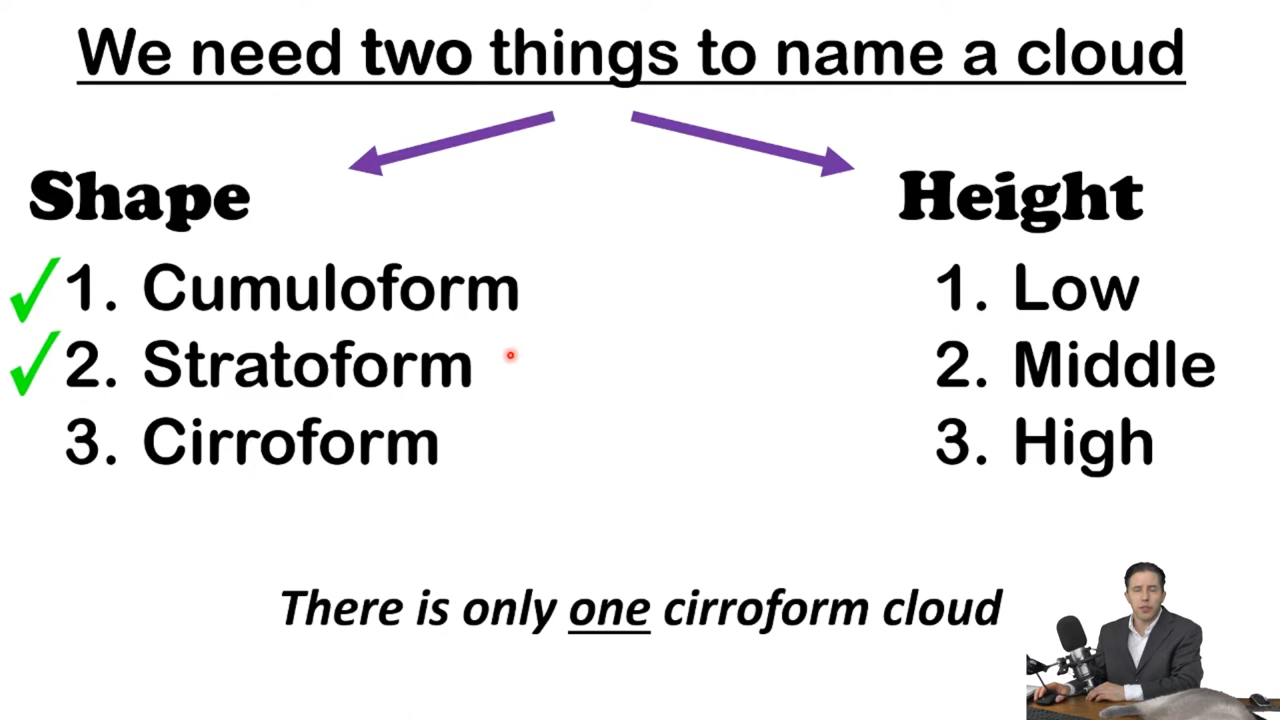 We need two things to name a cloud
Shape
1. Cumuloform
2. Stratoform
3. Cirroform
Height
1. Low
2. Middle
3. High
There is only one cirroform cloud